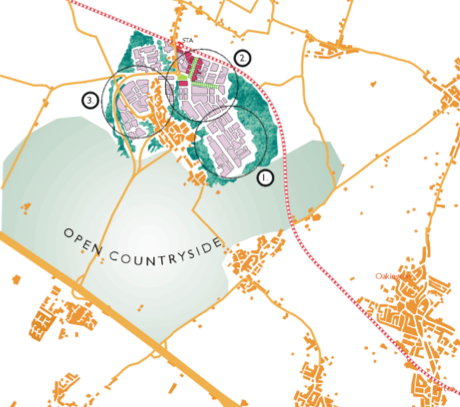 STA
2.
3.
1.
OPEN COUNTRYSIDE
Oakington